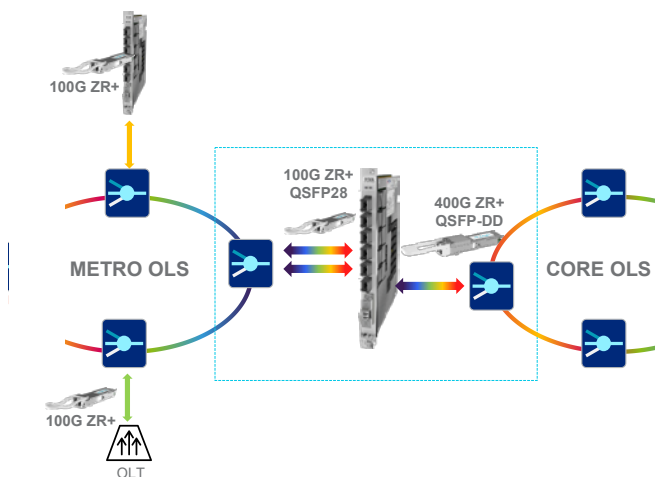 100G ZR+
100G ZR+
QSFP28
400G ZR+
QSFP-DD
METRO OLS
CORE OLS
100G ZR+
OLT